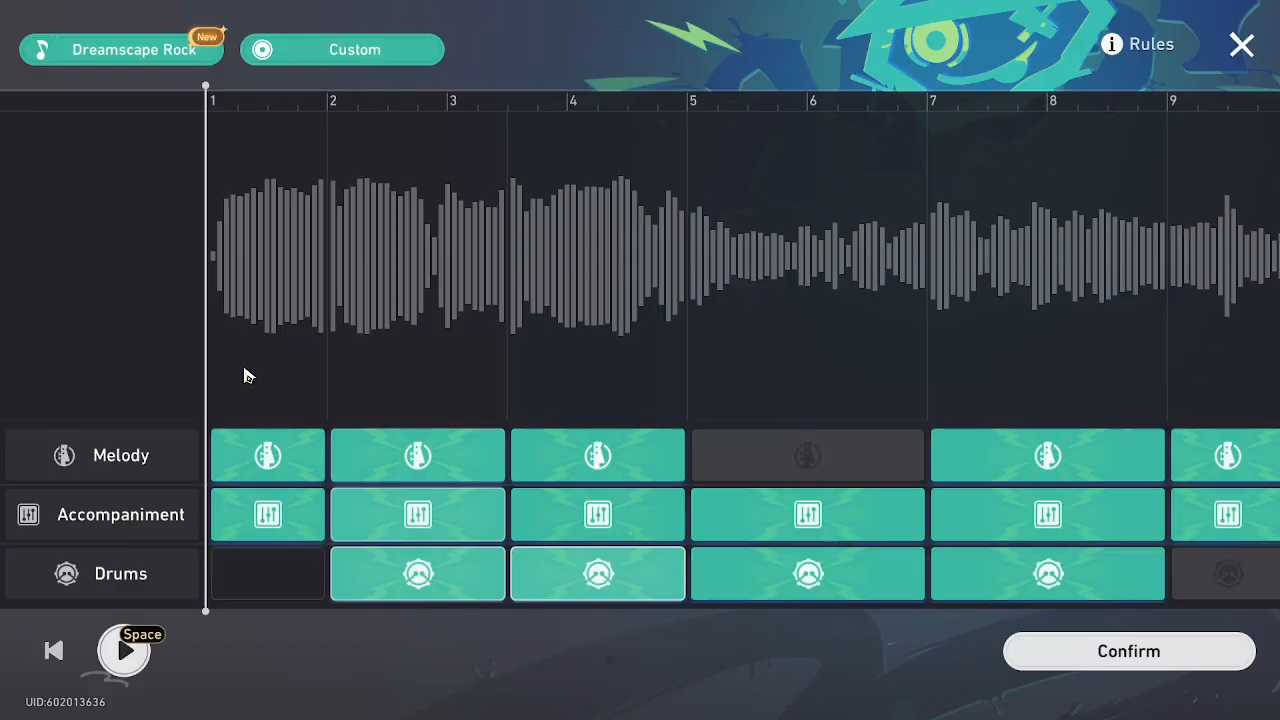 Dreamscape Rock
New
Custom
Rules
1 2 3 4 5 6 7 8 9
Melody
Accompaniment
Drums
Space
Confirm
UID:602013636